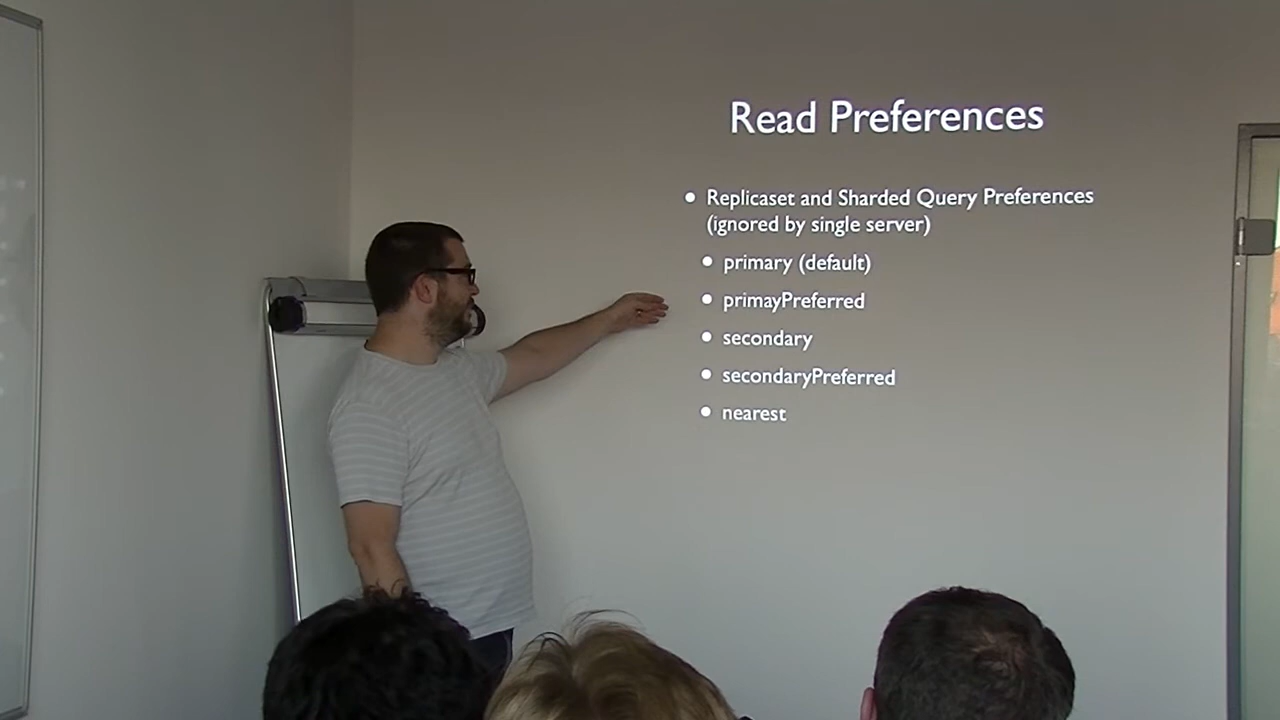 Read Preferences
• Replicaset and Sharded Query Preferences
(ignored by single server)
• primary (default)
• primayPreferred
• secondary
• secondaryPreferred
• nearest